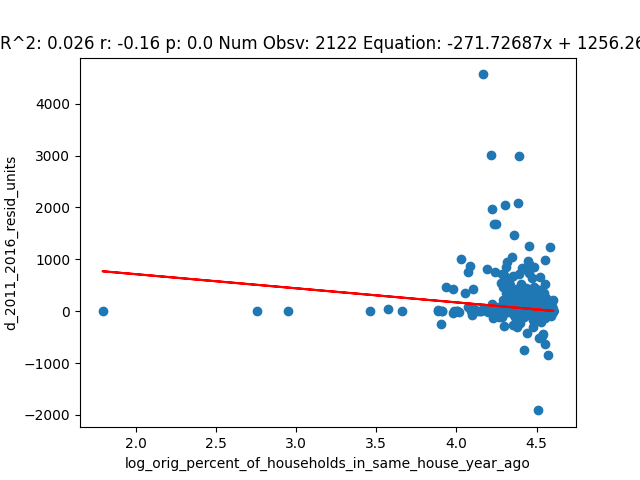 R^2: 0.026 r: -0.16 p: 0.0 Num Obsv: 2122 Equation: -271.72687x + 1256.26
4000
3000
2000
1000
0
−1000
−2000
d_2011_2016_resid_units
2.0 2.5 3.0 3.5 4.0 4.5
log_orig_percent_of_households_in_same_house_year_ago